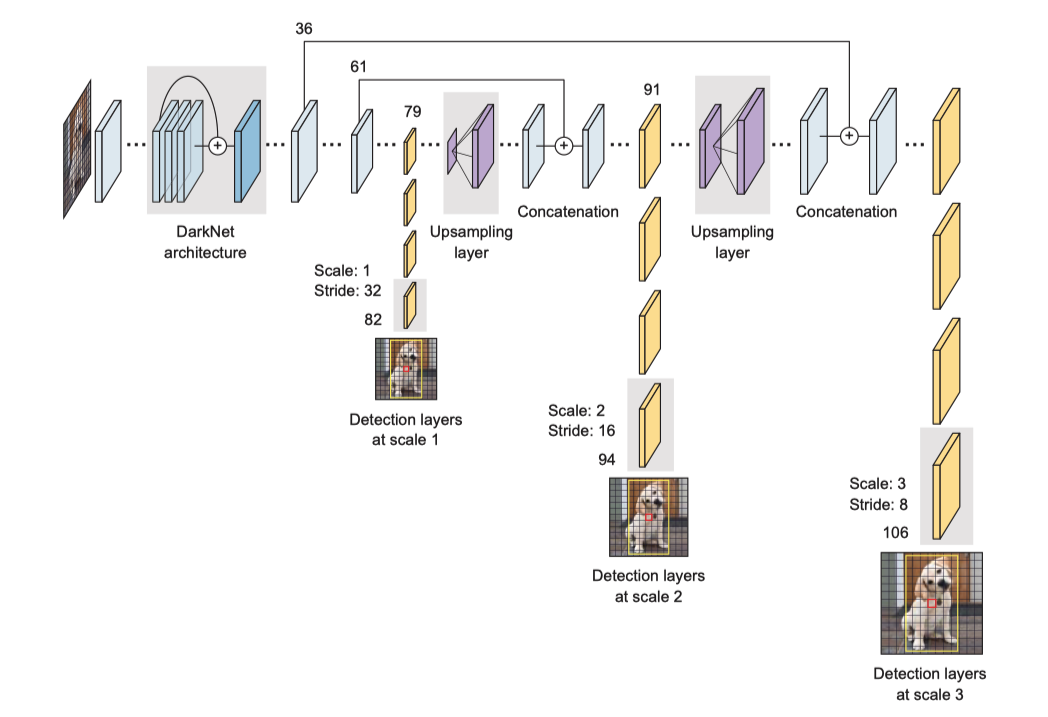 36
61
79
91
DarkNet
architecture
Upsampling
layer
Concatenation
Upsampling
layer
Concatenation
Scale: 1
Stride: 32
82
Detection layers
at scale 1
Scale: 2
Stride: 16
94
Detection layers
at scale 2
Scale: 3
Stride: 8
106
Detection layers
at scale 3